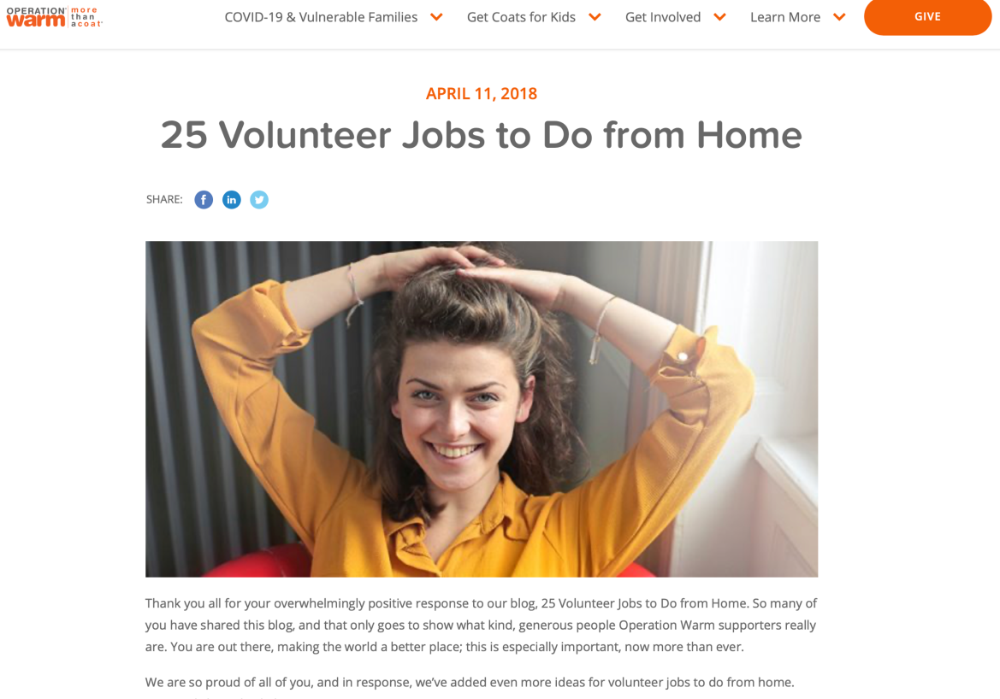 OPERATION
warm
more
than
a coat
COVID-19 & Vulnerable Families
Get Coats for Kids
Get Involved
Learn More
GIVE
APRIL 11, 2018
25 Volunteer Jobs to Do from Home
SHARE:
f
in
Thank you all for your overwhelmingly positive response to our blog, 25 Volunteer Jobs to Do from Home. So many of
you have shared this blog, and that only goes to show what kind, generous people Operation Warm supporters really
are. You are out there, making the world a better place; this is especially important, now more than ever.
We are so proud of all of you, and in response, we’ve added even more ideas for volunteer jobs to do from home.